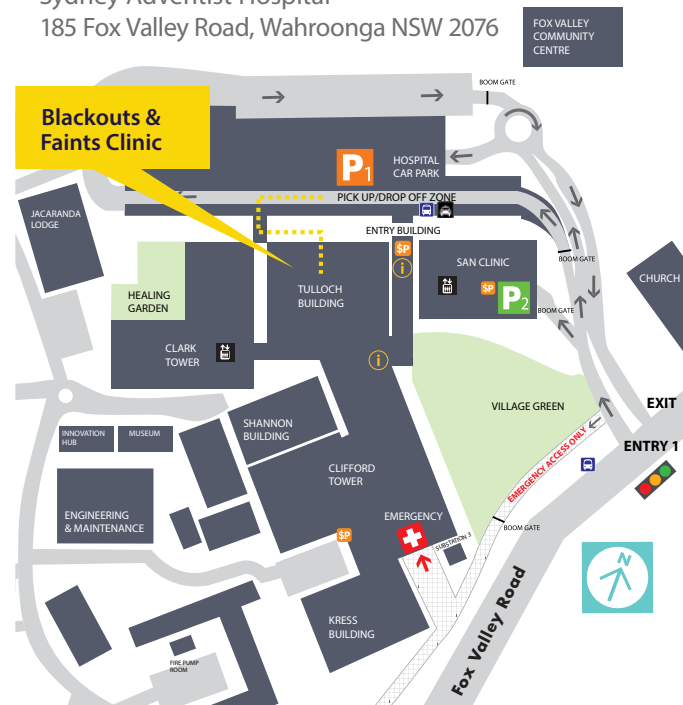 Sydney Adventist Hospital
185 Fox Valley Road, Wahroonga NSW 2076
FOX VALLEY
COMMUNITY
CENTRE
BOOM GATE
Blackouts &
Faints Clinic
P1
HOSPITAL
CAR PARK
PICK UP/DROP OFF ZONE
JACARANDA
LODGE
ENTRY BUILDING
$P
i
SAN CLINIC
BOOM GATE
CHURCH
HEALING
GARDEN
TULLOCH
BUILDING
$P
P2
BOOM GATE
CLARK
TOWER
i
VILLAGE GREEN
EXIT
ENTRY 1
EMERGENCY ACCESS ONLY
INNOVATION
HUB
MUSEUM
SHANNON
BUILDING
CLIFFORD
TOWER
ENGINEERING
& MAINTENANCE
EMERGENCY
$P
SUBSTATION 3
BOOM GATE
N
Fox Valley Road
KRESS
BUILDING
FIRE PUMP
ROOM